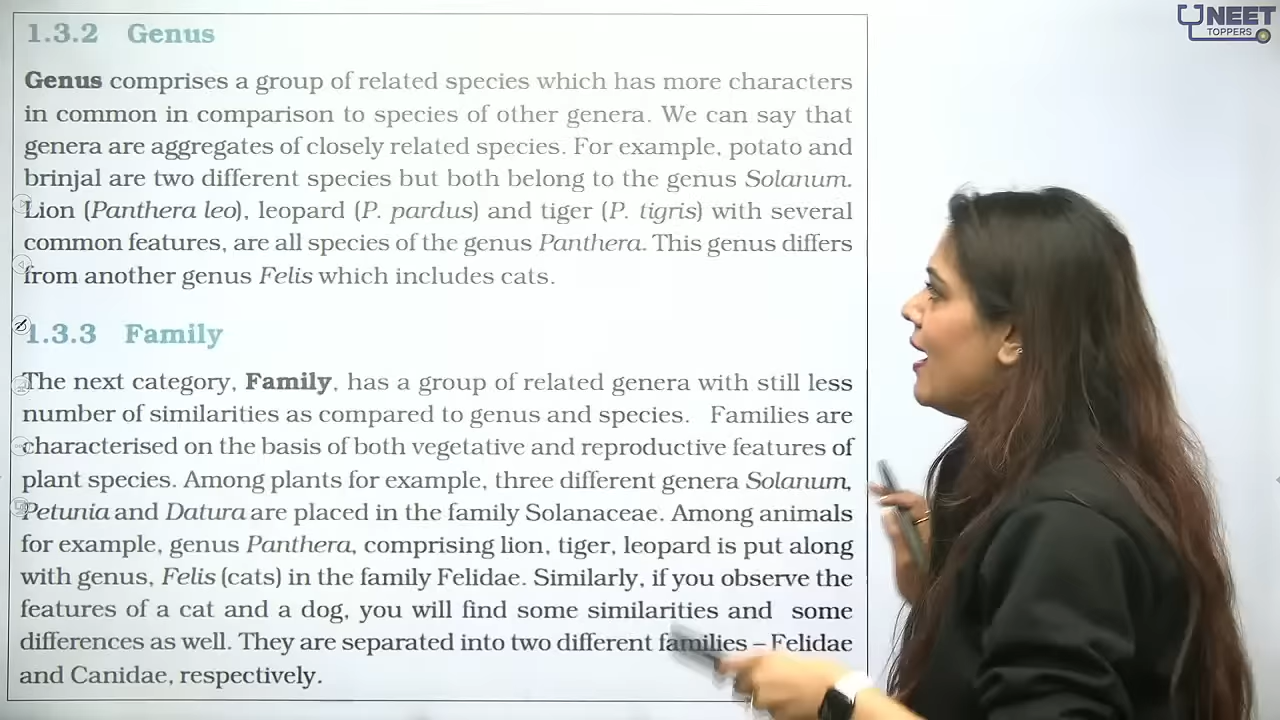 1.3.2 Genus
Genus comprises a group of related species which has more characters
in common in comparison to species of other genera. We can say that
genera are aggregates of closely related species. For example, potato and
brinjal are two different species but both belong to the genus Solanum.
Lion (Panthera leo), leopard (P. pardus) and tiger (P. tigris) with several
common features, are all species of the genus Panthera. This genus differs
from another genus Felis which includes cats.
1.3.3 Family
The next category, Family, has a group of related genera with still less
number of similarities as compared to genus and species. Families are
characterised on the basis of both vegetative and reproductive features of
plant species. Among plants for example, three different genera Solanum,
Petunia and Datura are placed in the family Solanaceae. Among animals
for example, genus Panthera, comprising lion, tiger, leopard is put along
with genus, Felis (cats) in the family Felidae. Similarly, if you observe the
features of a cat and a dog, you will find some similarities and some
differences as well. They are separated into two different families – Felidae
and Canidae, respectively.
NEET
TOPPERS